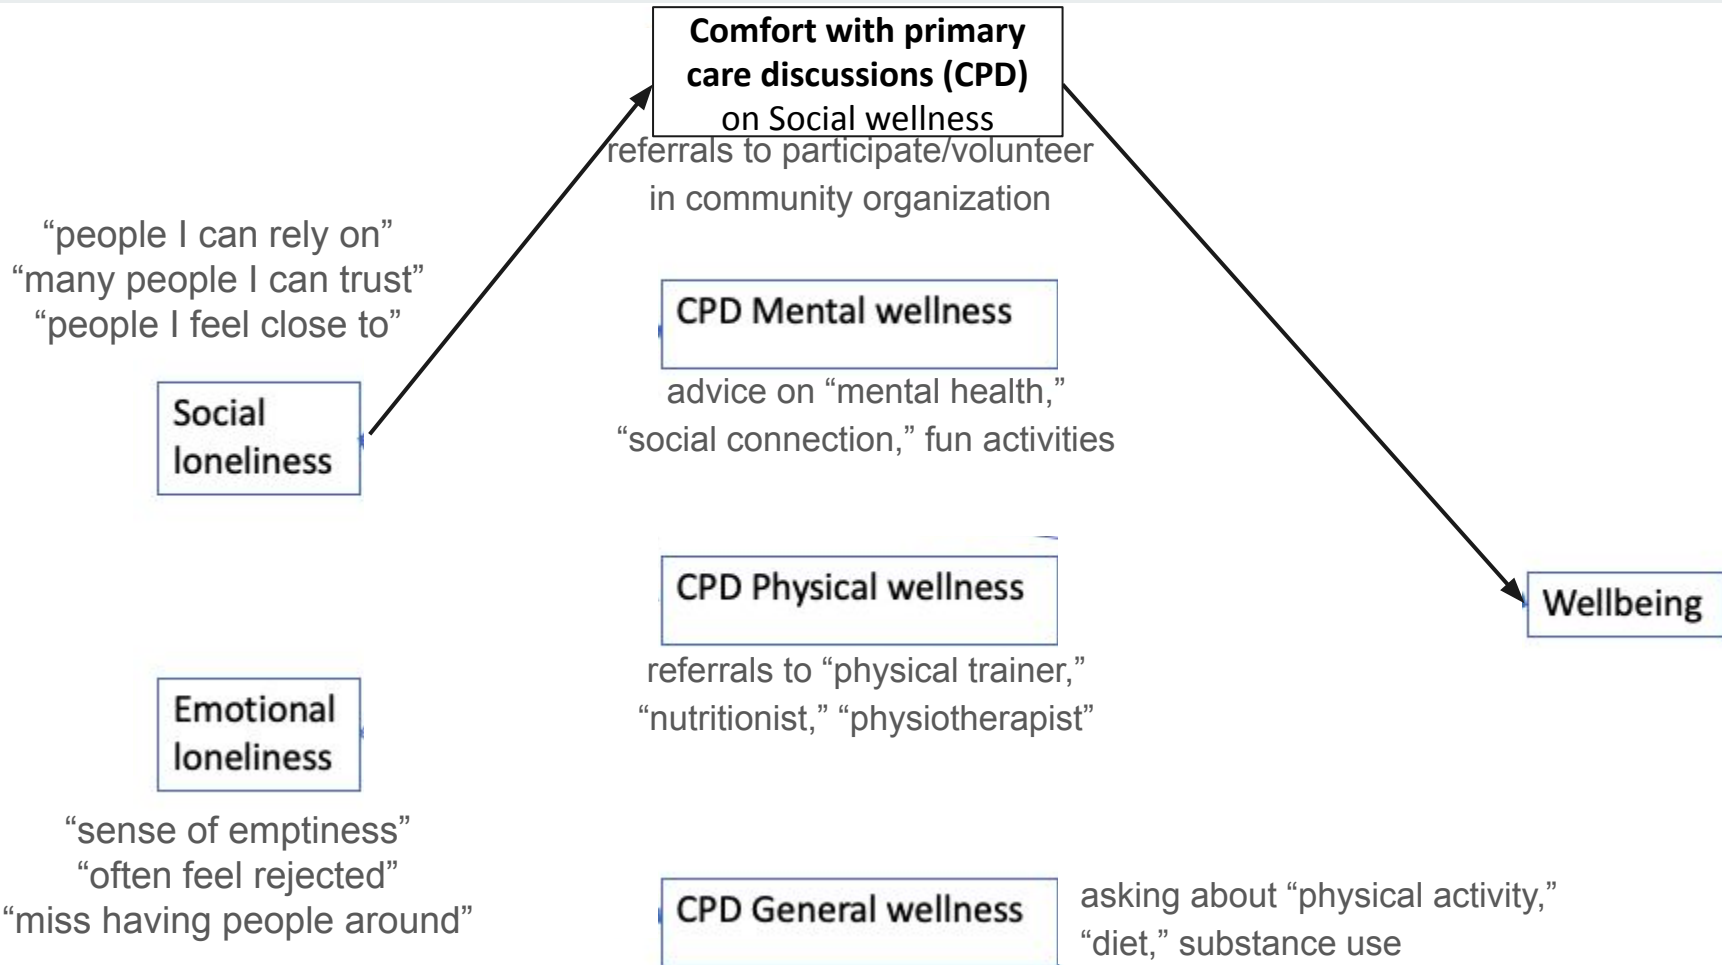 Comfort with primary
care discussions (CPD)
on Social wellness
referrals to participate/volunteer
in community organization
“people I can rely on”
“many people I can trust”
“people I feel close to”
Social
loneliness
CPD Mental wellness
advice on “mental health,”
“social connection,” fun activities
CPD Physical wellness
referrals to “physical trainer,”
“nutritionist,” “physiotherapist”
Wellbeing
Emotional
loneliness
“sense of emptiness”
“often feel rejected”
“miss having people around”
CPD General wellness
asking about “physical activity,”
“diet,” substance use